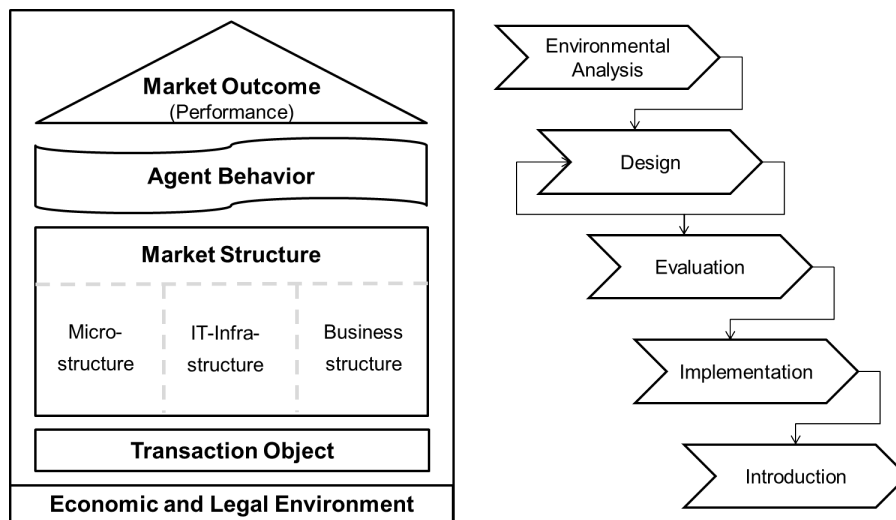 Market Outcome
(Performance)
Agent Behavior
Market Structure
Micro-
structure
IT-Infra-
structure
Business
structure
Transaction Object
Economic and Legal Environment
Environmental
Analysis
Design
Evaluation
Implementation
Introduction